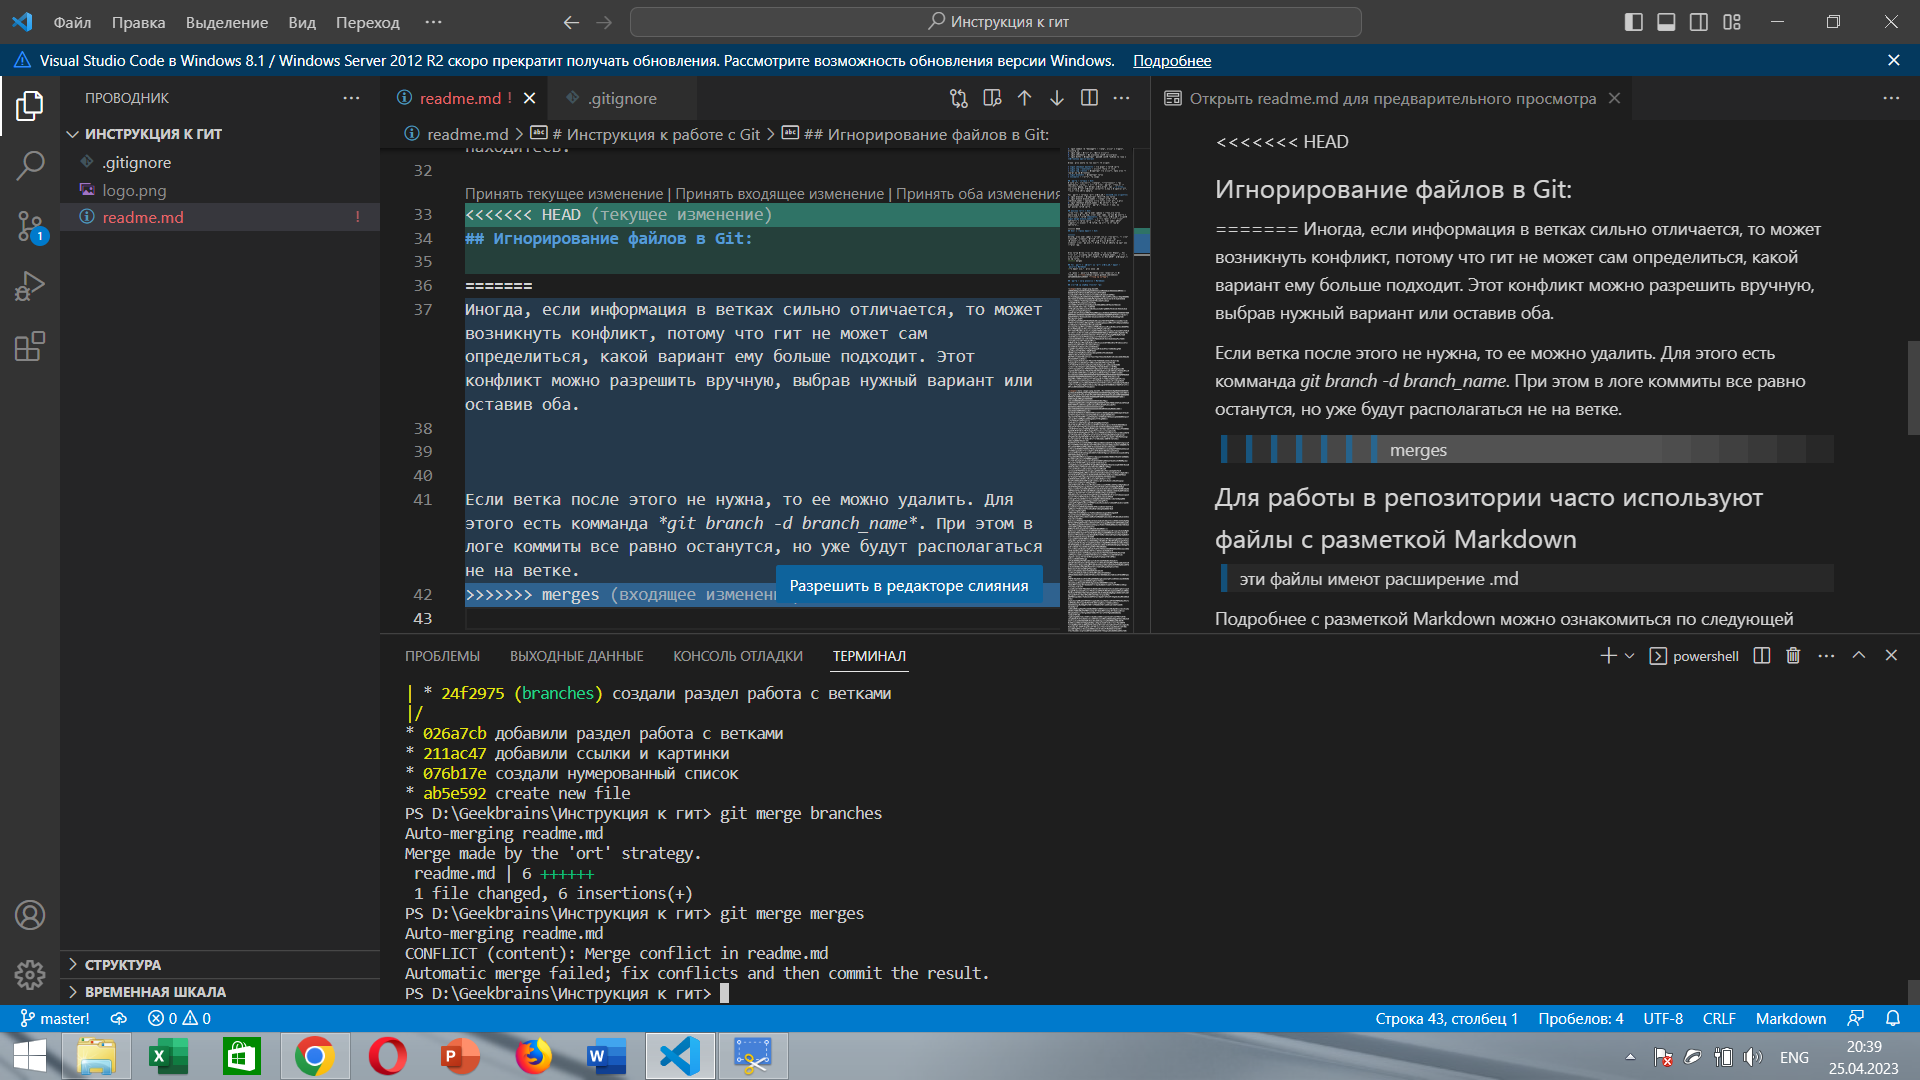 Файл Правка Выделение Вид Переход ··· Инструкция к гит
Visual Studio Code в Windows 8.1 / Windows Server 2012 R2 скоро прекратит получать обновления. Рассмотрите возможность обновления версии Windows. Подробнее
ПРОВОДНИК
ИНСТРУКЦИЯ К ГИТ
.gitignore
logo.png
readme.md !
1
readme.md ! .gitignore
readme.md > # Инструкция к работе с Git > ## Игнорирование файлов в Git:
находитесь.
32
Принять текущее изменение | Принять входящее изменение | Принять оба изменения
33 <<<<<<< HEAD (текущее изменение)
34 ## Игнорирование файлов в Git:
35
36 =======
37 Иногда, если информация в ветках сильно отличается, то может
возникнуть конфликт, потому что гит не может сам
определиться, какой вариант ему больше подходит. Этот
конфликт можно разрешить вручную, выбрав нужный вариант или
оставив оба.
38
39
40
41 Если ветка после этого не нужна, то ее можно удалить. Для
этого есть комманда *git branch -d branch_name*. При этом в
логе коммиты все равно останутся, но уже будут располагаться
не на ветке.
Разрешить в редакторе слияния
42 >>>>>>> merges (входящее изменени
43
Открыть readme.md для предварительного просмотра
<<<<<<< HEAD
Игнорирование файлов в Git:
======= Иногда, если информация в ветках сильно отличается, то может
возникнуть конфликт, потому что гит не может сам определиться, какой
вариант ему больше подходит. Этот конфликт можно разрешить вручную,
выбрав нужный вариант или оставив оба.
Если ветка после этого не нужна, то ее можно удалить. Для этого есть
комманда git branch -d branch_name. При этом в логе коммиты все равно
останутся, но уже будут располагаться не на ветке.
merges
Для работы в репозитории часто используют
файлы с разметкой Markdown
эти файлы имеют расширение .md
Подробнее с разметкой Markdown можно ознакомиться по следующей
ПРОБЛЕМЫ ВЫХОДНЫЕ ДАННЫЕ КОНСОЛЬ ОТЛАДКИ ТЕРМИНАЛ powershell
| * 24f2975 (branches) создали раздел работа с ветками
|/
* 026a7cb добавили раздел работа с ветками
* 211ac47 добавили ссылки и картинки
* 076b17e создали нумерованный список
* ab5e592 create new file
PS D:\Geekbrains\Инструкция к гит> git merge branches
Auto-merging readme.md
Merge made by the 'ort' strategy.
readme.md | 6 ++++++
1 file changed, 6 insertions(+)
PS D:\Geekbrains\Инструкция к гит> git merge merges
Auto-merging readme.md
CONFLICT (content): Merge conflict in readme.md
Automatic merge failed; fix conflicts and then commit the result.
PS D:\Geekbrains\Инструкция к гит>
СТРУКТУРА
ВРЕМЕННАЯ ШКАЛА
master! 0 0 Строка 43, столбец 1 Пробелов: 4 UTF-8 CRLF Markdown
ENG
20:39
25.04.2023